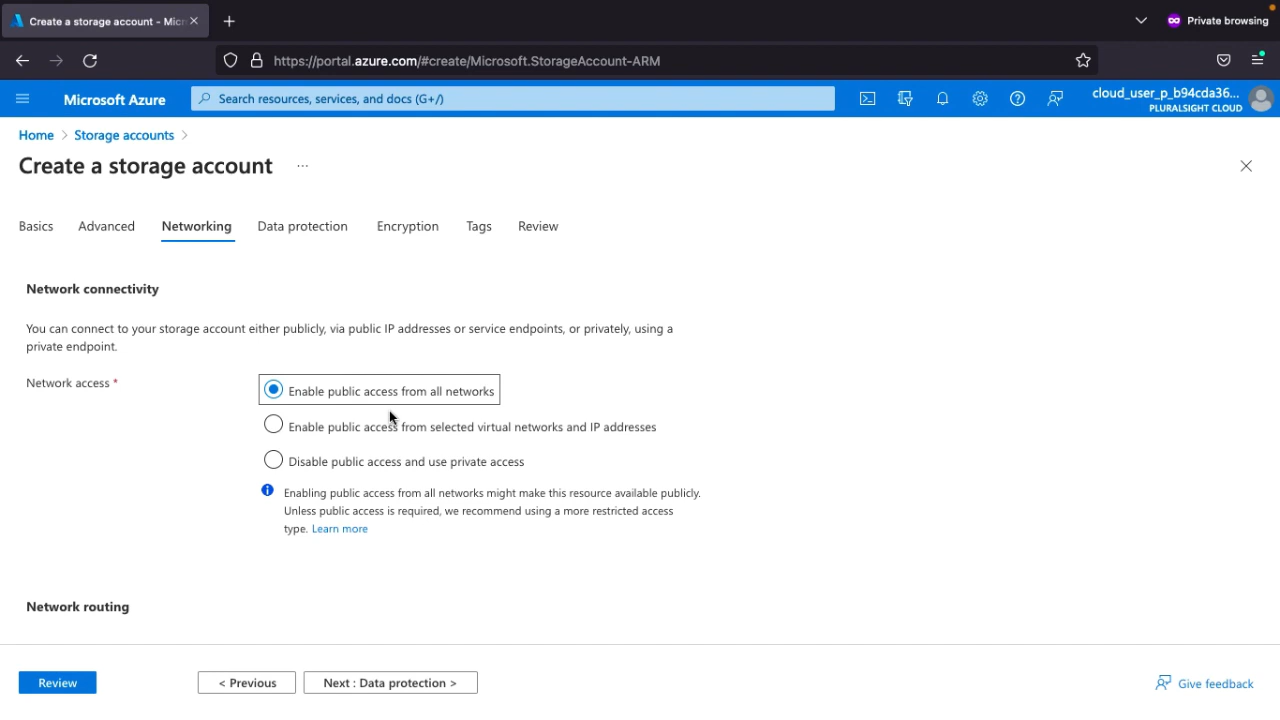 Create a storage account - Micr
Private browsing
https://portal.azure.com/#create/Microsoft.StorageAccount-ARM
Microsoft Azure
Search resources, services, and docs (G+/)
cloud_user_p_b94cda36...
PLURALSIGHT CLOUD
Home > Storage accounts >
Create a storage account ...
Basics Advanced Networking Data protection Encryption Tags Review
Network connectivity
You can connect to your storage account either publicly, via public IP addresses or service endpoints, or privately, using a
private endpoint.
Network access *
Enable public access from all networks
Enable public access from selected virtual networks and IP addresses
Disable public access and use private access
Enabling public access from all networks might make this resource available publicly.
Unless public access is required, we recommend using a more restricted access
type. Learn more
Network routing
Review
< Previous
Next : Data protection >
Give feedback